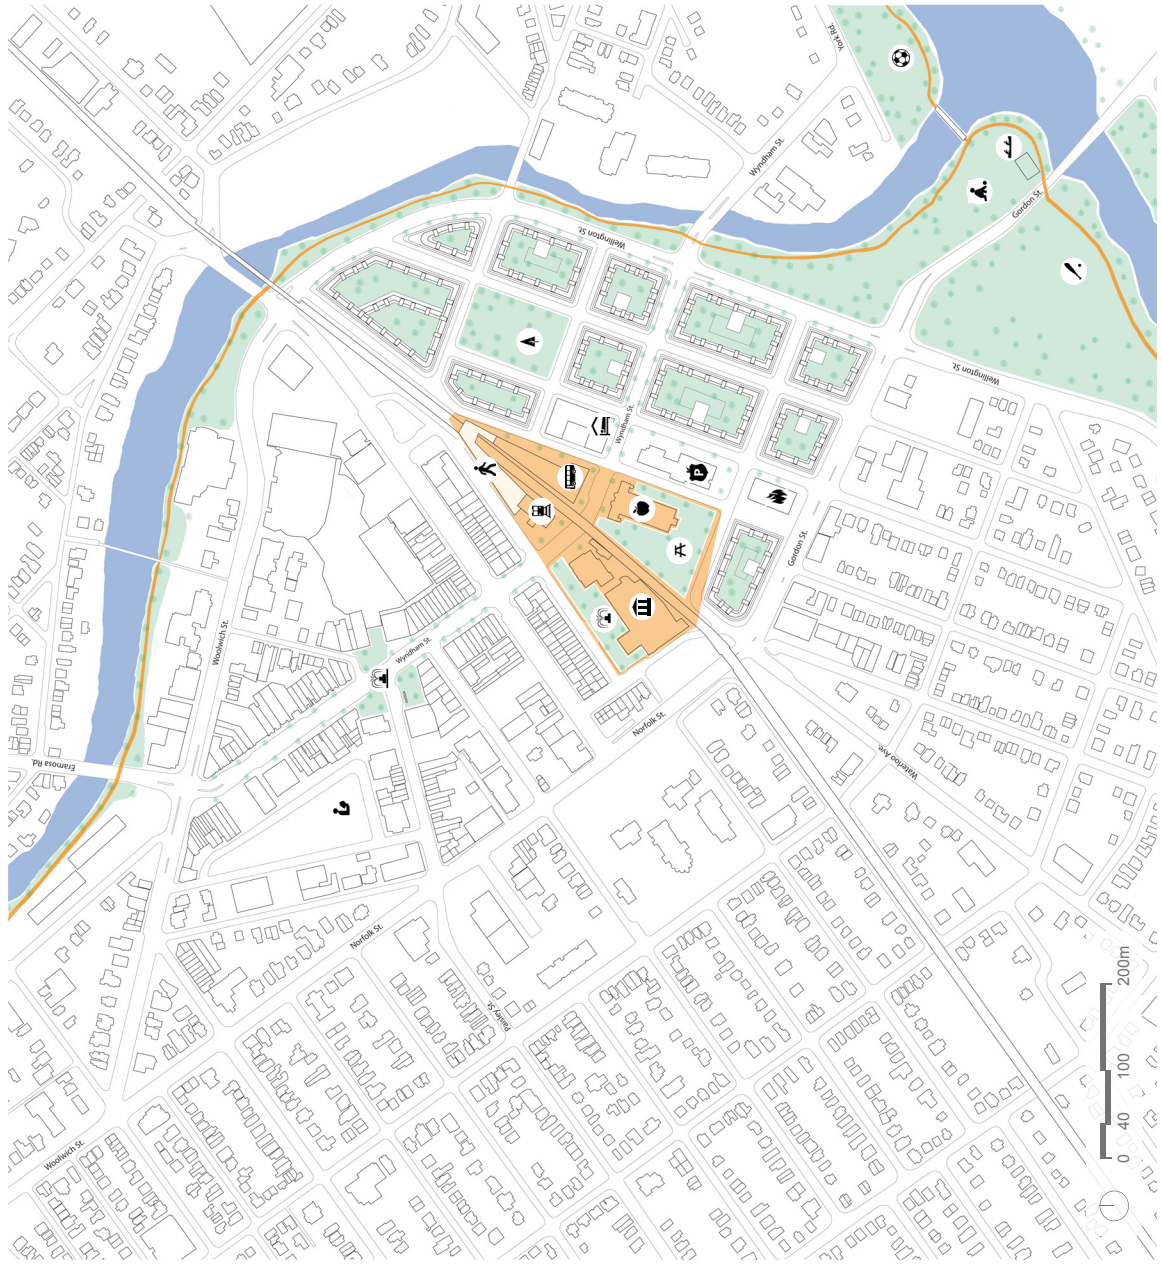 York Rd.
Wyndham St.
Gordon St.
Wellington St.
Wellington St.
Wyndham St.
P
Gordon St.
Woolwich St.
Wyndham St.
Norfolk St.
Eramosa Rd.
Waterloo Ave.
Norfolk St.
Paisley St.
Woolwich St.
0 40 100 200m